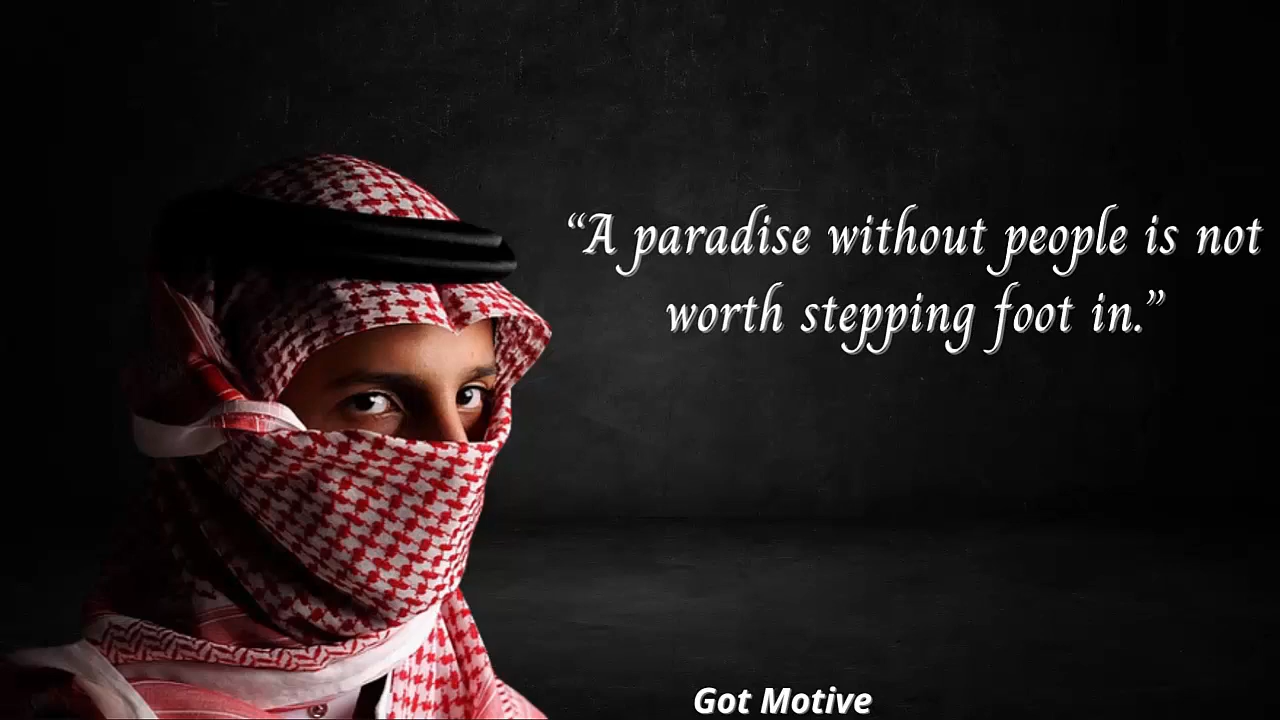 “A paradise without people is not
worth stepping foot in.”
Got Motive